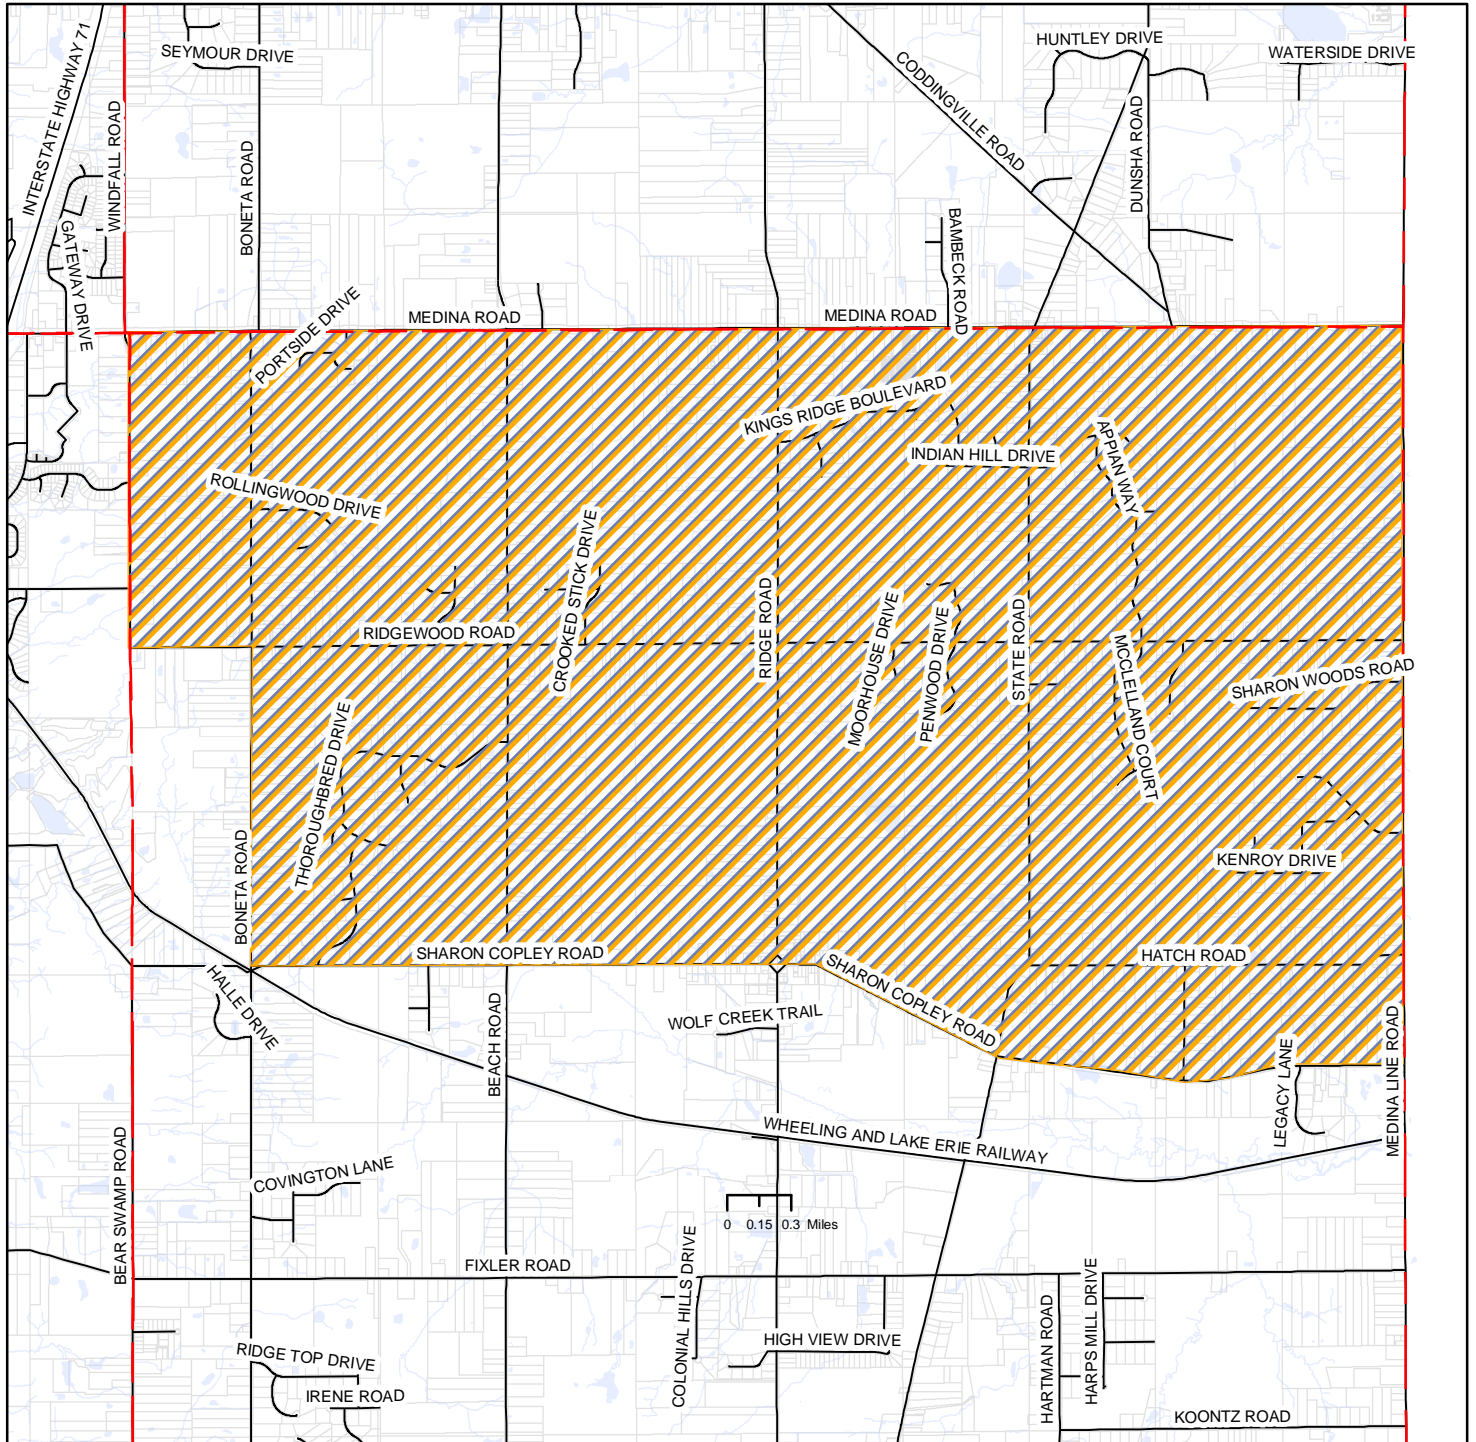 SEYMOUR DRIVE
HUNTLEY DRIVE
WATERSIDE DRIVE
INTERSTATE HIGHWAY 71
WINDFALL ROAD
BONETA ROAD
CODDINGVILLE ROAD
DUNSHA ROAD
GATEWAY DRIVE
BAMBECK ROAD
PORTSIDE DRIVE
MEDINA ROAD
MEDINA ROAD
KINGS RIDGE BOULEVARD
INDIAN HILL DRIVE
APPIAN WAY
ROLLINGWOOD DRIVE
CROOKED STICK DRIVE
RIDGEWOOD ROAD
RIDGE ROAD
MOORHOUSE DRIVE
PENWOOD DRIVE
STATE ROAD
MCCLELLAND COURT
SHARON WOODS ROAD
THOROUGHBRED DRIVE
BONETA ROAD
KENROY DRIVE
SHARON COPLEY ROAD
SHARON COPLEY ROAD
HATCH ROAD
HALLE DRIVE
BEACH ROAD
WOLF CREEK TRAIL
LEGACY LANE
MEDINA LINE ROAD
WHEELING AND LAKE ERIE RAILWAY
BEAR SWAMP ROAD
COVINGTON LANE
0 0.15 0.3 Miles
FIXLER ROAD
COLONIAL HILLS DRIVE
HIGH VIEW DRIVE
HARTMAN ROAD
HARPS MILL DRIVE
RIDGE TOP DRIVE
IRENE ROAD
KOONTZ ROAD